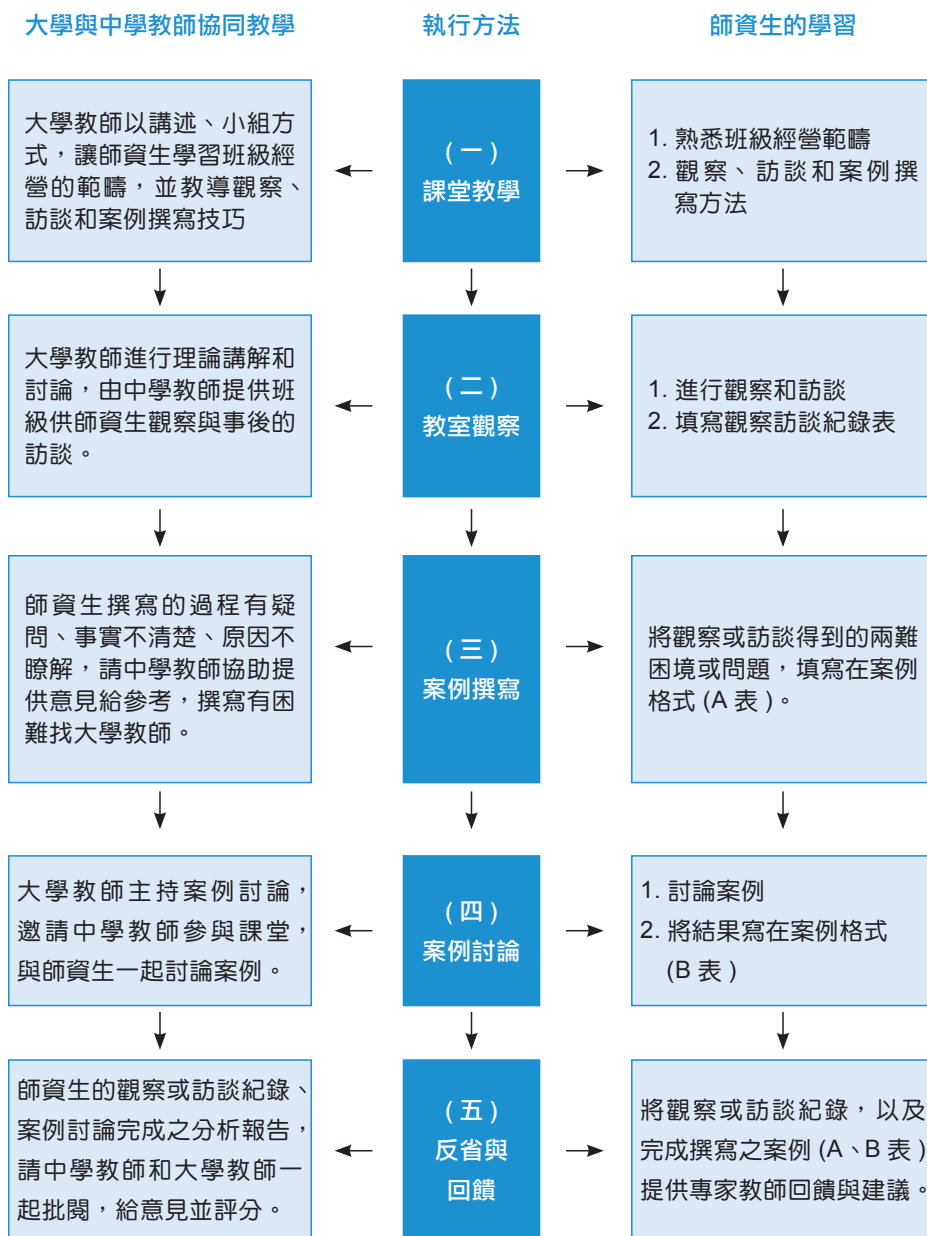 大學與中學教師協同教學
執行方法
師資生的學習
大學教師以講述、小組方
式，讓師資生學習班級經
營的範疇，並教導觀察、
訪談和案例撰寫技巧
(一)
課堂教學
1. 熟悉班級經營範疇
2. 觀察、訪談和案例撰
寫方法
大學教師進行理論講解和
討論，由中學教師提供班
級供師資生觀察與事後的
訪談。
(二)
教室觀察
1. 進行觀察和訪談
2. 填寫觀察訪談紀錄表
師資生撰寫的過程有疑
問、事實不清楚、原因不
瞭解，請中學教師協助提
供意見給參考，撰寫有困
難找大學教師。
(三)
案例撰寫
將觀察或訪談得到的兩難
困境或問題，填寫在案例
格式 (A 表 )。
大學教師主持案例討論，
邀請中學教師參與課堂，
與師資生一起討論案例。
(四)
案例討論
1. 討論案例
2. 將結果寫在案例格式
(B 表 )
師資生的觀察或訪談紀錄、
案例討論完成之分析報告，
請中學教師和大學教師一
起批閱，給意見並評分。
(五)
反省與
回饋
將觀察或訪談紀錄，以及
完成撰寫之案例 (A、B 表 )
提供專家教師回饋與建議。